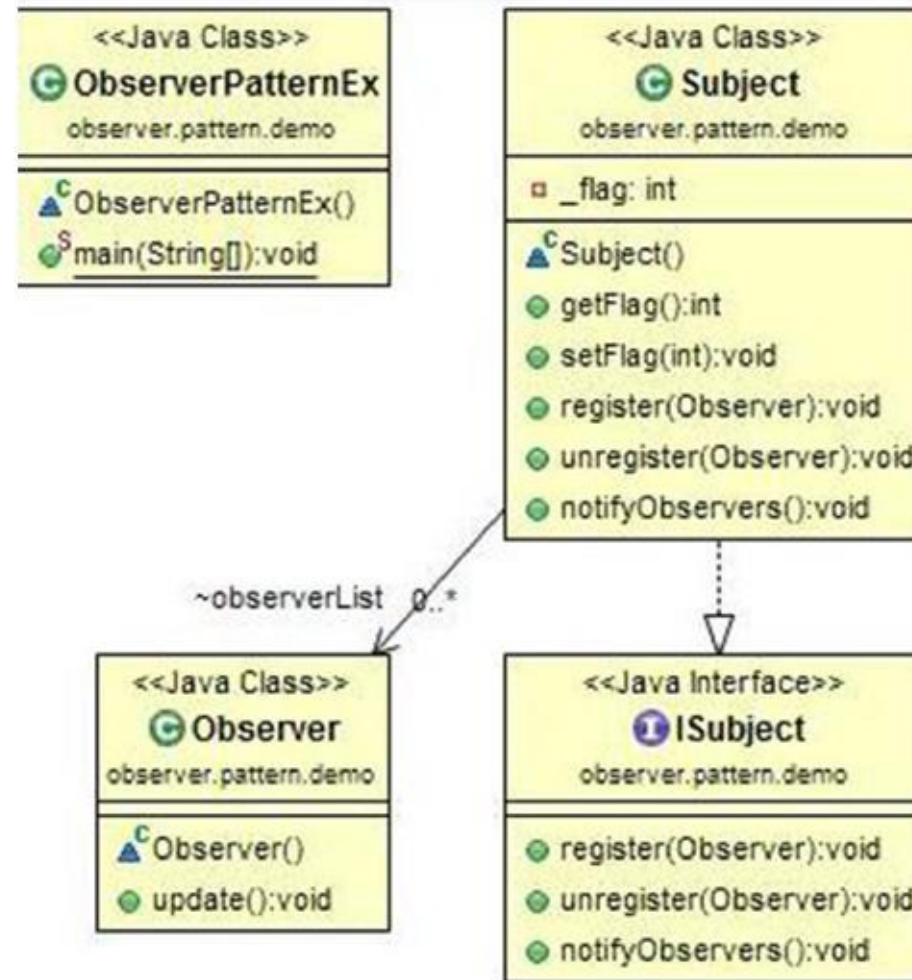 <<Java Class>>
C ObserverPatternEx
observer.pattern.demo
C ObserverPatternEx()
S main(String[]):void
<<Java Class>>
C Subject
observer.pattern.demo
_flag: int
C Subject()
getFlag():int
setFlag(int):void
register(Observer):void
unregister(Observer):void
notifyObservers():void
~observerList 0..*
<<Java Class>>
C Observer
observer.pattern.demo
C Observer()
update():void
<<Java Interface>>
I ISubject
observer.pattern.demo
register(Observer):void
unregister(Observer):void
notifyObservers():void